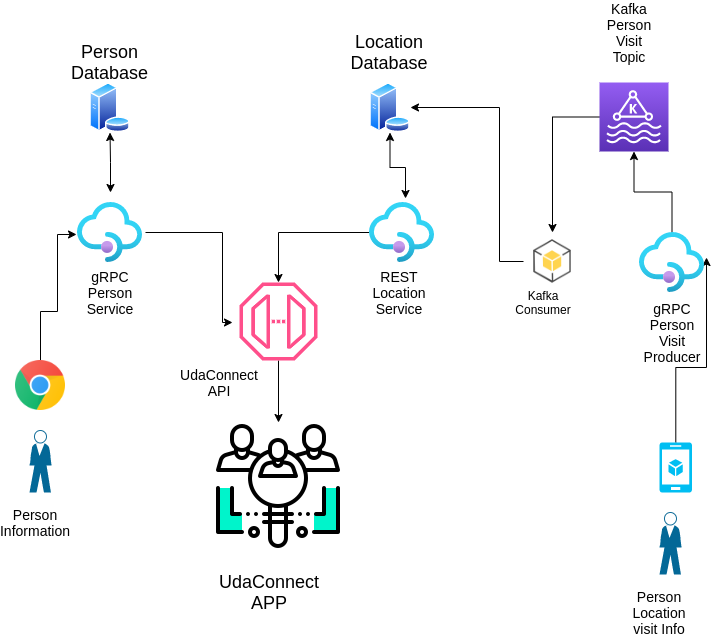 Kafka
Person
Visit
Topic
Person
Database
Location
Database
K
gRPC
Person
Service
REST
Location
Service
Kafka
Consumer
gRPC
Person
Visit
Producer
UdaConnect
API
Person
Information
UdaConnect
APP
Person
Location
visit Info